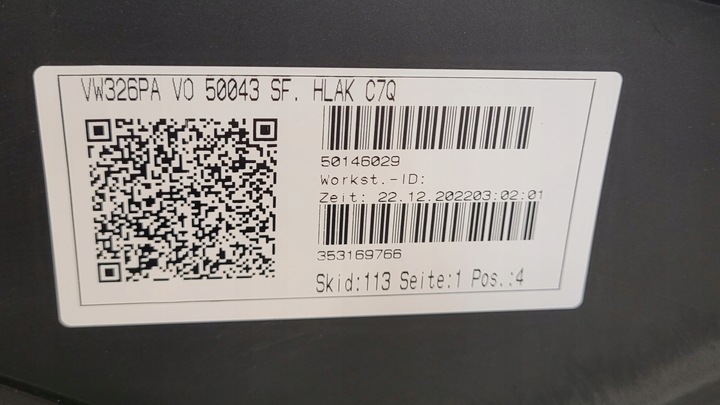 VW326PA VO 50043 SF. HLAK C7Q
50146029
Workst.-ID:
Zeit: 22.12.202203:02:01
353169766
Skid:113 Seite:1 Pos.:4